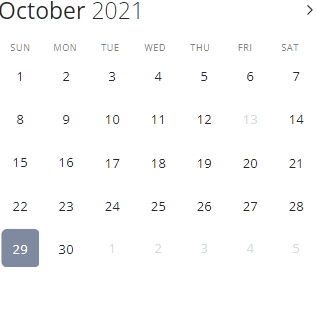 October 2021
SUN MON TUE WED THU FRI SAT
1 2 3 4 5 6 7
8 9 10 11 12 13 14
15 16 17 18 19 20 21
22 23 24 25 26 27 28
29 30 1 2 3 4 5